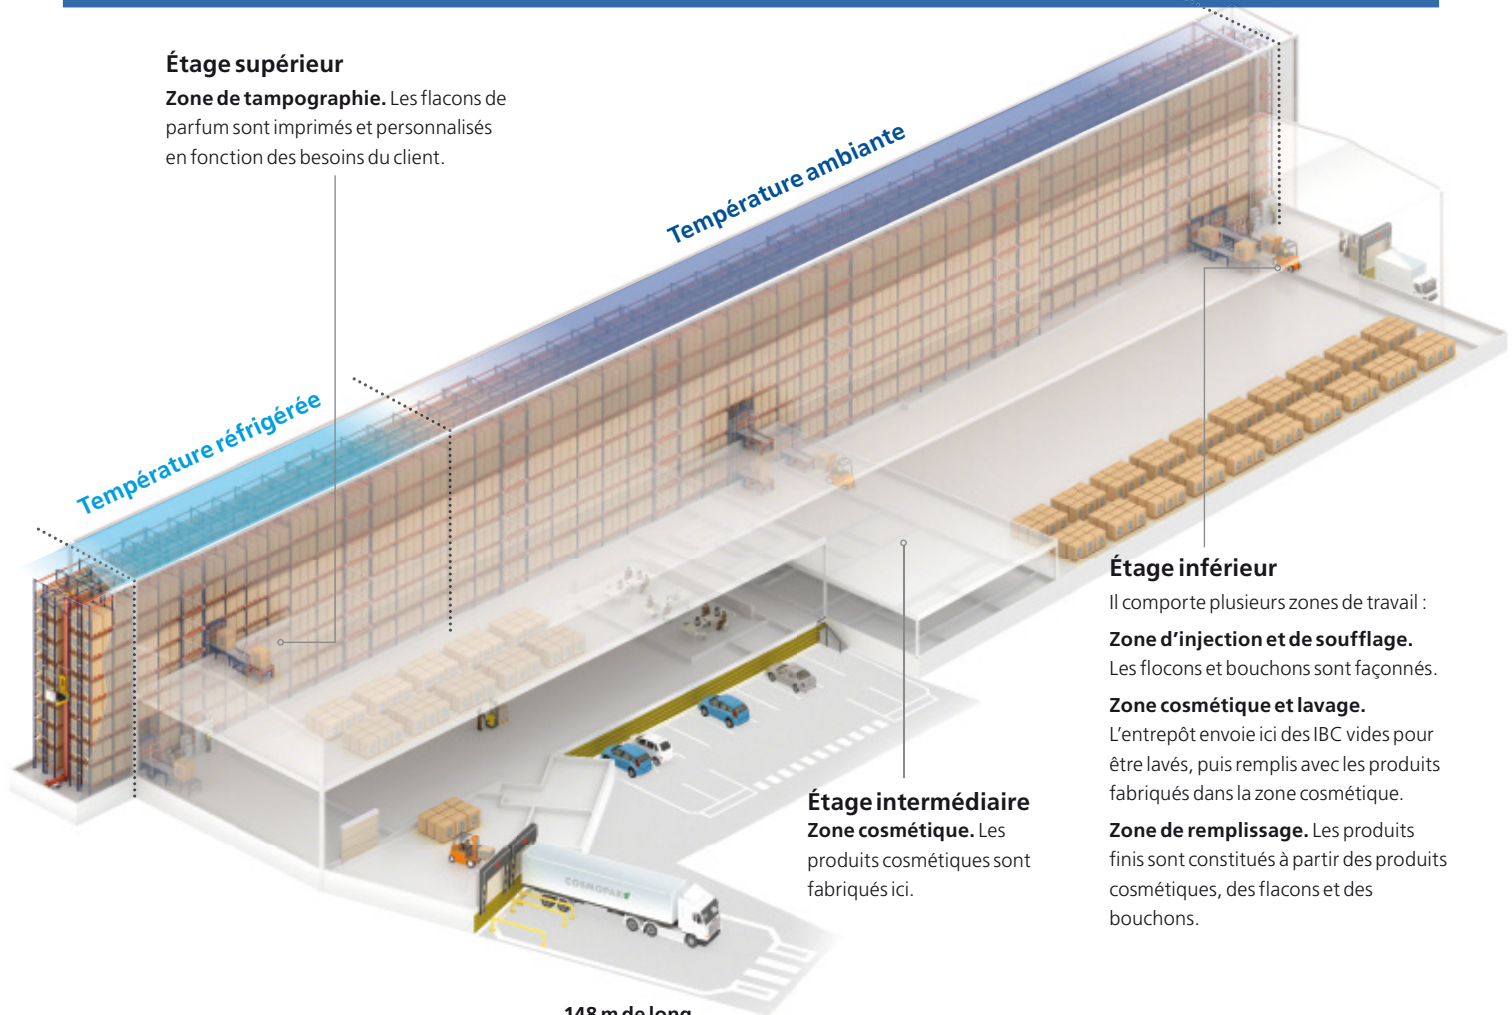 Étage supérieur
Zone de tampographie. Les flacons de
parfum sont imprimés et personnalisés
en fonction des besoins du client.
Température ambiante
Température réfrigérée
Étage inférieur
Il comporte plusieurs zones de travail :
Zone d'injection et de soufflage.
Les flocons et bouchons sont façonnés.
Zone cosmétique et lavage.
L'entrepôt envoie ici des IBC vides pour
être lavés, puis remplis avec les produits
fabriqués dans la zone cosmétique.
Zone de remplissage. Les produits
finis sont constitués à partir des produits
cosmétiques, des flacons et des
bouchons.
Étage intermédiaire
Zone cosmétique. Les
produits cosmétiques sont
fabriqués ici.
COSMOPAR
148 m de long